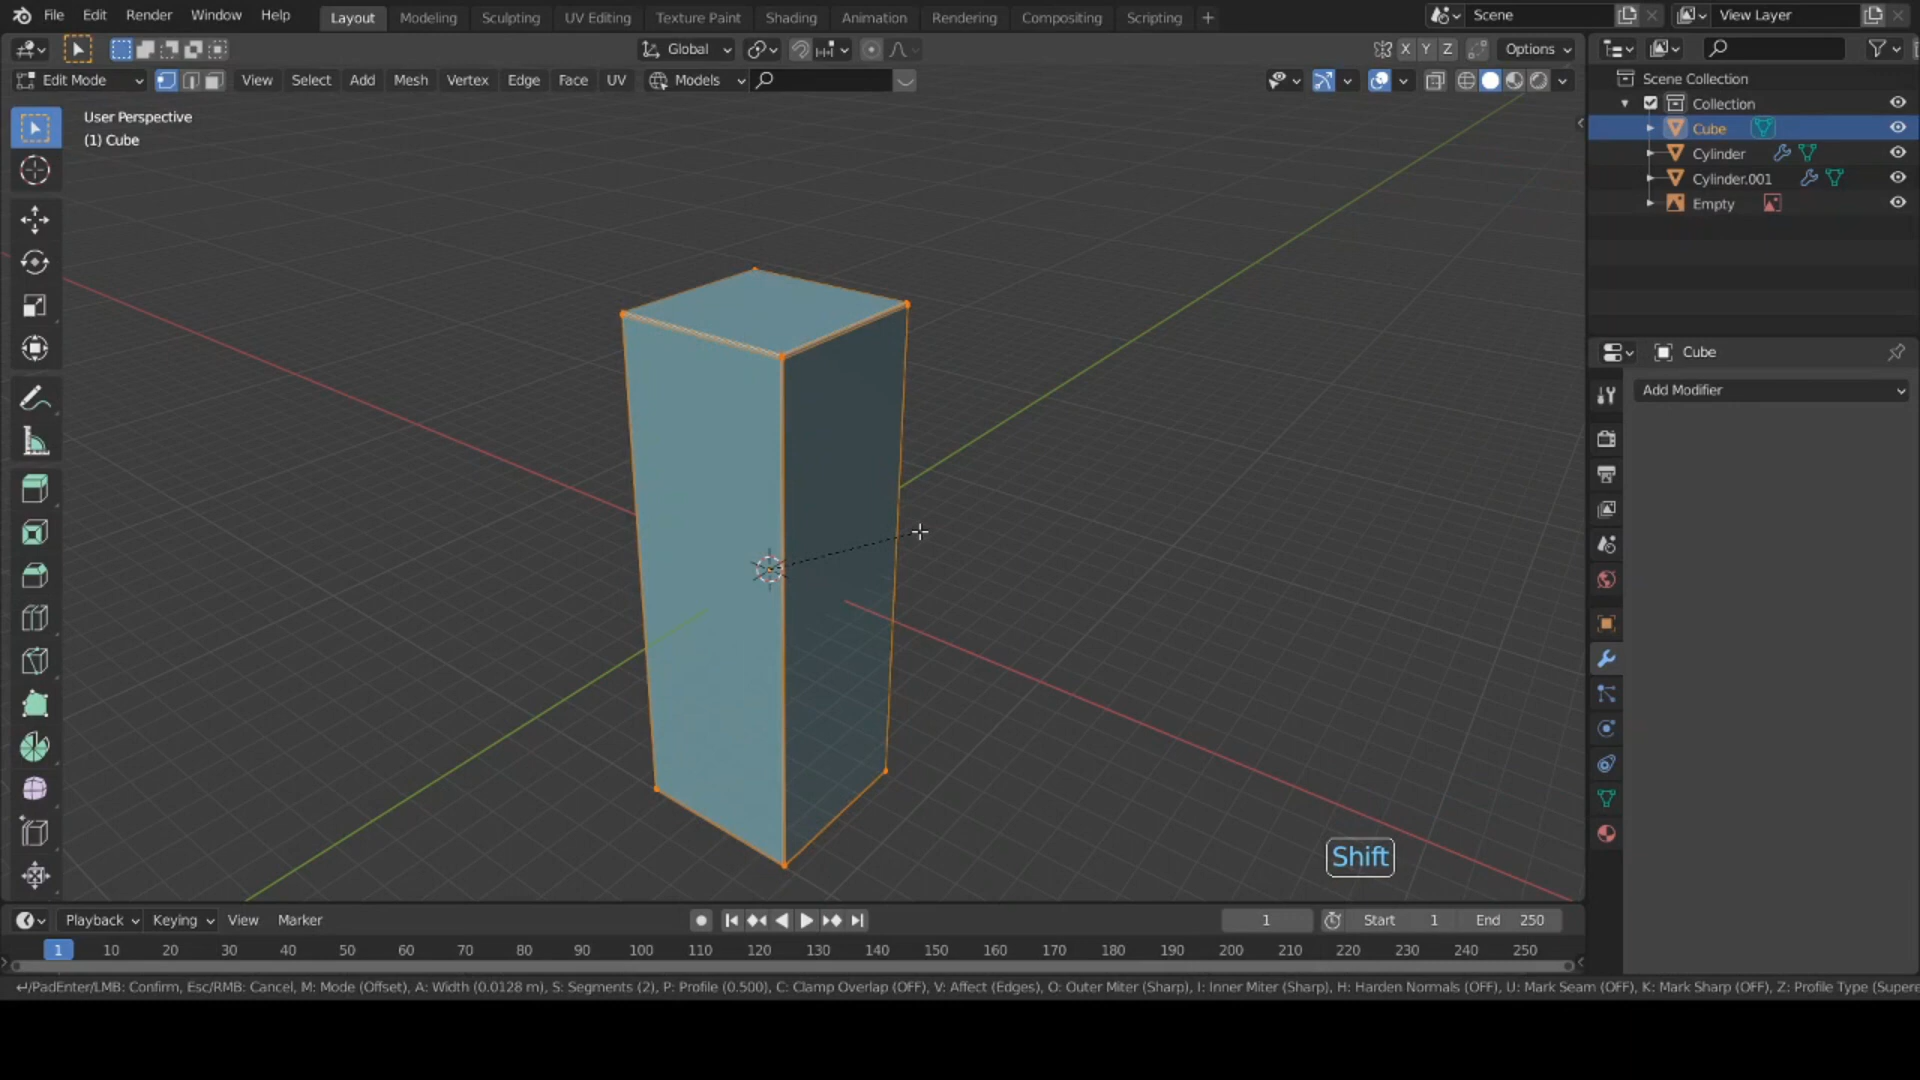 File Edit Render Window Help Layout Modeling Sculpting UV Editing Texture Paint Shading Animation Rendering Compositing Scripting + Scene View Layer
Global Options
X Y Z
Edit Mode View Select Add Mesh Vertex Edge Face UV Models
User Perspective
(1) Cube
Scene Collection
Collection
Cube
Cylinder
Cylinder.001
Empty
Cube
Add Modifier
Shift
Playback Keying View Marker 1 Start 1 End 250
1 10 20 30 40 50 60 70 80 90 100 110 120 130 140 150 160 170 180 190 200 210 220 230 240 250
↵/PadEnter/LMB: Confirm, Esc/RMB: Cancel, M: Mode (Offset), A: Width (0.0128 m), S: Segments (2), P: Profile (0.500), C: Clamp Overlap (OFF), V: Affect (Edges), O: Outer Miter (Sharp), I: Inner Miter (Sharp), H: Harden Normals (OFF), U: Mark Seam (OFF), K: Mark Sharp (OFF), Z: Profile Type (Supere